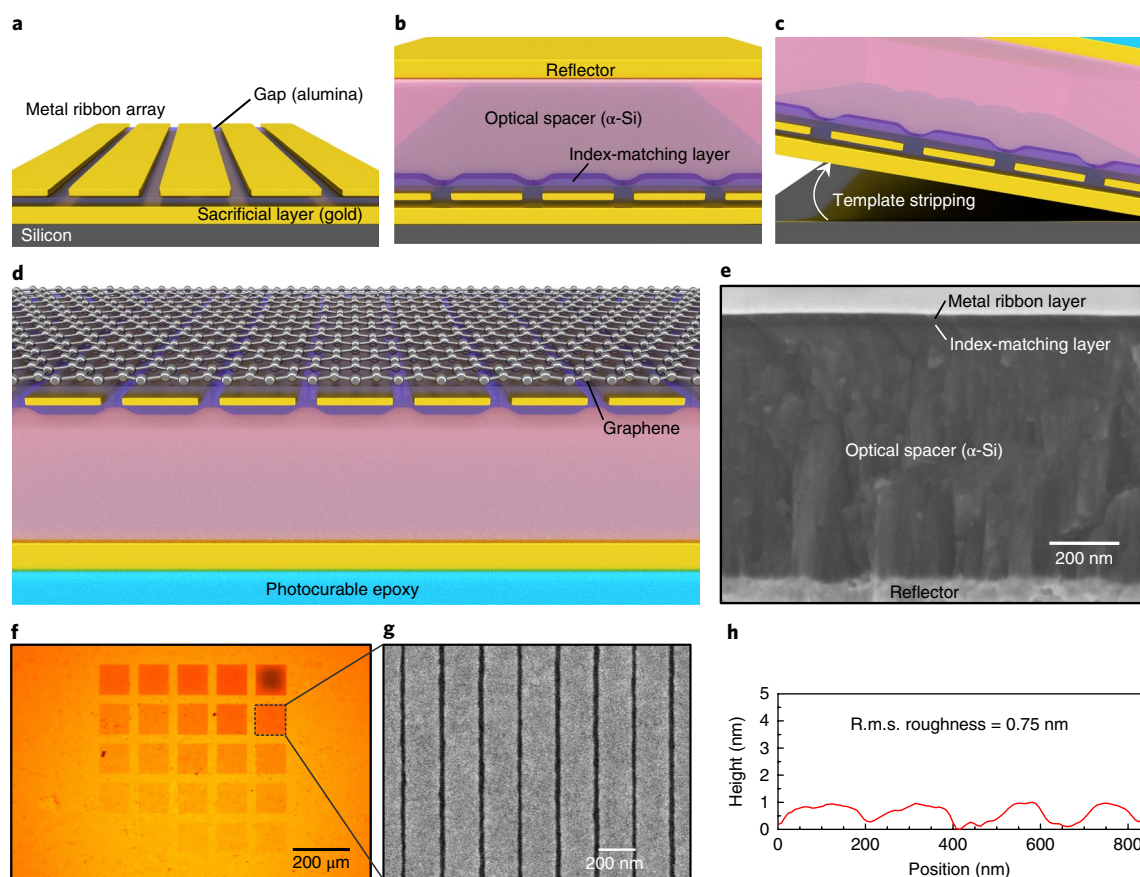 a
Metal ribbon array
Gap (alumina)
Sacrificial layer (gold)
Silicon
b
Reflector
Optical spacer (α-Si)
Index-matching layer
c
Template stripping
d
Graphene
Photocurable epoxy
e
Metal ribbon layer
Index-matching layer
Optical spacer (α-Si)
200 nm
Reflector
f
200 μm
g
200 nm
h
5
4
3
2
1
0
Height (nm)
R.m.s. roughness = 0.75 nm
0
200
400
600
800
Position (nm)